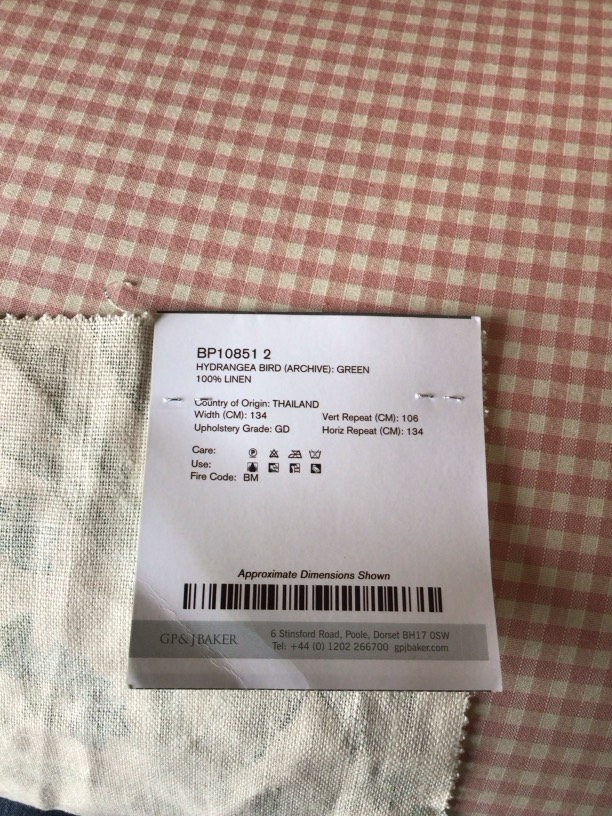 BP10851 2
HYDRANGEA BIRD (ARCHIVE): GREEN
100% LINEN
Country of Origin: THAILAND
Width (CM): 134 Vert Repeat (CM): 106
Upholstery Grade: GD Horiz Repeat (CM): 134
Care:
Use:
Fire Code: BM
Approximate Dimensions Shown
GP&JBAKER
6 Stinsford Road, Poole, Dorset BH17 0SW
Tel: +44 (0) 1202 266700 gpjbaker.com